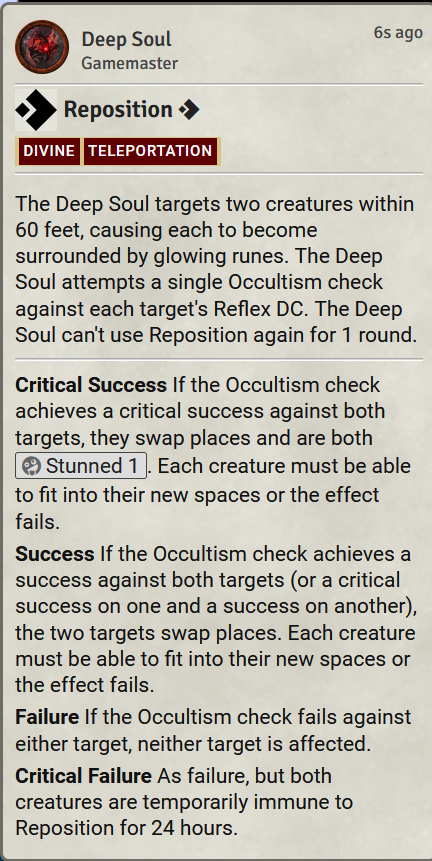 Deep Soul
6s ago
Gamemaster
Reposition
DIVINE TELEPORTATION
The Deep Soul targets two creatures within
60 feet, causing each to become
surrounded by glowing runes. The Deep
Soul attempts a single Occultism check
against each target's Reflex DC. The Deep
Soul can't use Reposition again for 1 round.
Critical Success If the Occultism check
achieves a critical success against both
targets, they swap places and are both
Stunned 1. Each creature must be able
to fit into their new spaces or the effect
fails.
Success If the Occultism check achieves a
success against both targets (or a critical
success on one and a success on another),
the two targets swap places. Each creature
must be able to fit into their new spaces or
the effect fails.
Failure If the Occultism check fails against
either target, neither target is affected.
Critical Failure As failure, but both
creatures are temporarily immune to
Reposition for 24 hours.